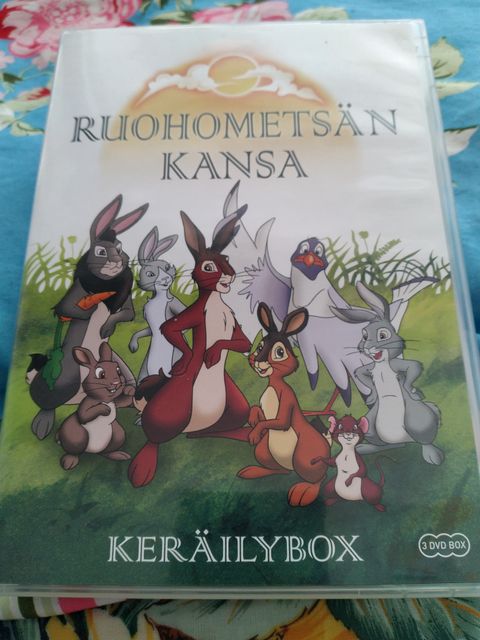 RUOHOMETSÄN
KANSA
KERÄILYBOX
3 DVD BOX